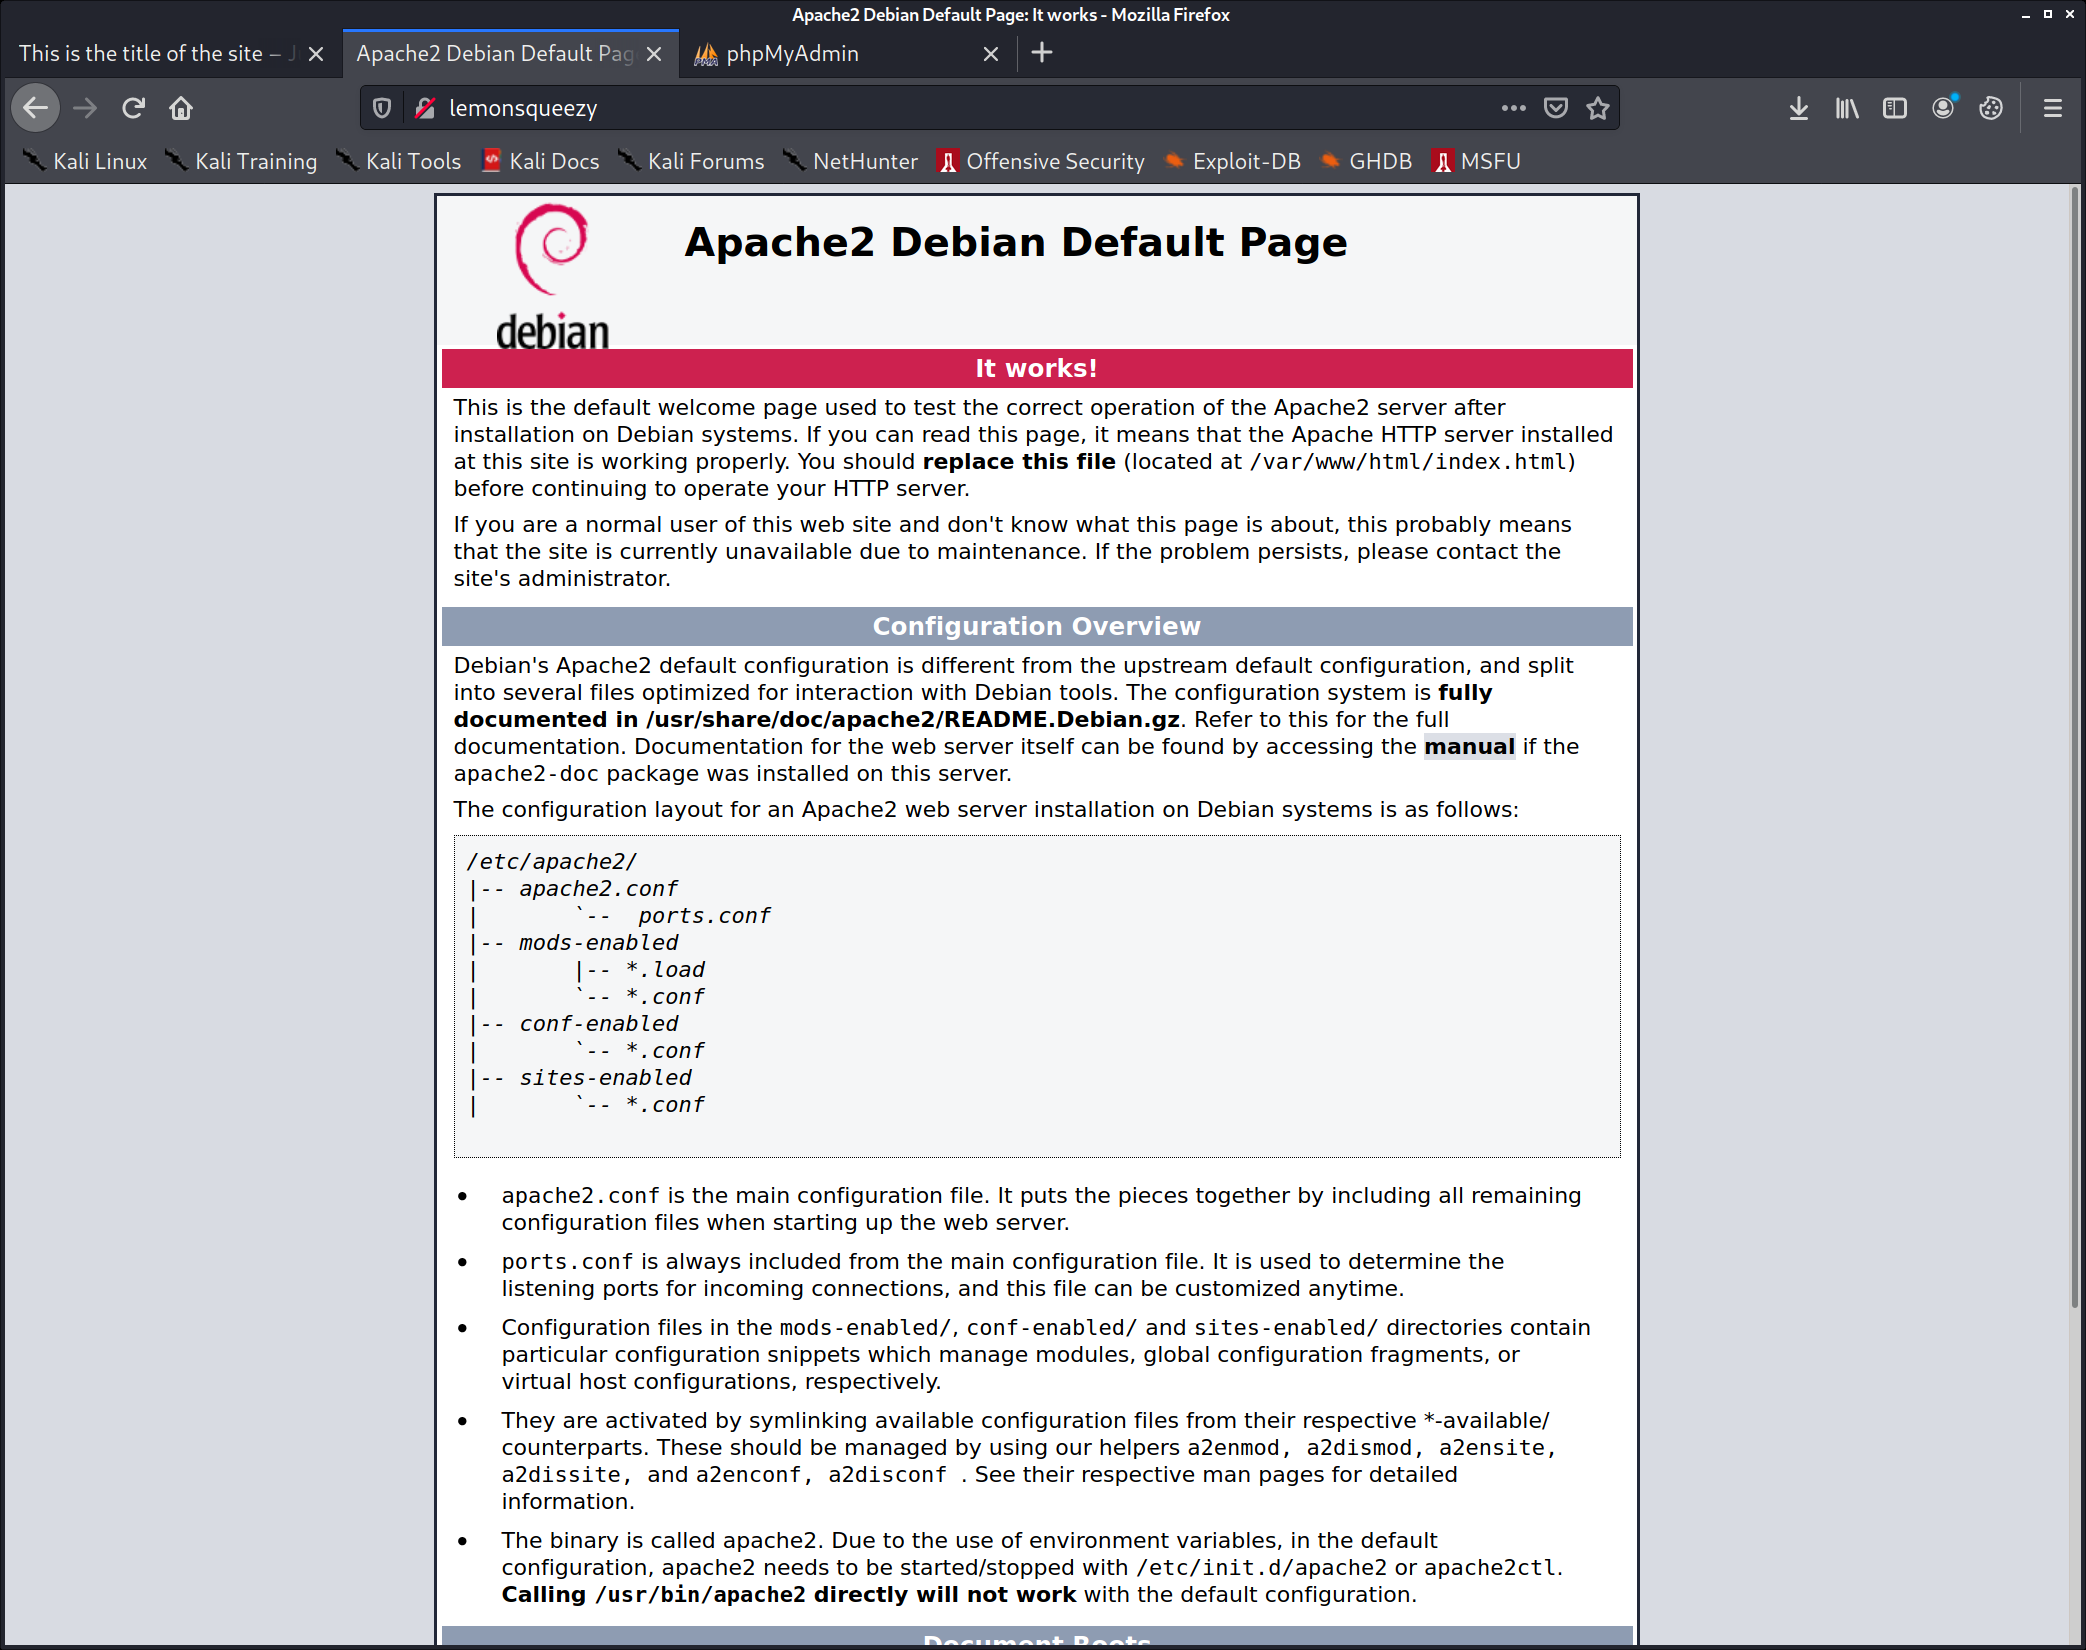 Apache2 Debian Default Page: It works - Mozilla Firefox
This is the title of the site –
Apache2 Debian Default Pag
phpMyAdmin
lemonsqueezy
Kali Linux
Kali Training
Kali Tools
Kali Docs
Kali Forums
NetHunter
Offensive Security
Exploit-DB
GHDB
MSFU
debian
Apache2 Debian Default Page
It works!
This is the default welcome page used to test the correct operation of the Apache2 server after
installation on Debian systems. If you can read this page, it means that the Apache HTTP server installed
at this site is working properly. You should replace this file (located at /var/www/html/index.html)
before continuing to operate your HTTP server.
If you are a normal user of this web site and don't know what this page is about, this probably means
that the site is currently unavailable due to maintenance. If the problem persists, please contact the
site's administrator.
Configuration Overview
Debian's Apache2 default configuration is different from the upstream default configuration, and split
into several files optimized for interaction with Debian tools. The configuration system is fully
documented in /usr/share/doc/apache2/README.Debian.gz. Refer to this for the full
documentation. Documentation for the web server itself can be found by accessing the manual if the
apache2-doc package was installed on this server.
The configuration layout for an Apache2 web server installation on Debian systems is as follows:
/etc/apache2/
|-- apache2.conf
|       `--  ports.conf
|-- mods-enabled
|       |-- *.load
|       `-- *.conf
|-- conf-enabled
|       `-- *.conf
|-- sites-enabled
|       `-- *.conf
• apache2.conf is the main configuration file. It puts the pieces together by including all remaining
configuration files when starting up the web server.
• ports.conf is always included from the main configuration file. It is used to determine the
listening ports for incoming connections, and this file can be customized anytime.
• Configuration files in the mods-enabled/, conf-enabled/ and sites-enabled/ directories contain
particular configuration snippets which manage modules, global configuration fragments, or
virtual host configurations, respectively.
• They are activated by symlinking available configuration files from their respective *-available/
counterparts. These should be managed by using our helpers a2enmod, a2dismod, a2ensite,
a2dissite, and a2enconf, a2disconf . See their respective man pages for detailed
information.
• The binary is called apache2. Due to the use of environment variables, in the default
configuration, apache2 needs to be started/stopped with /etc/init.d/apache2 or apache2ctl.
Calling /usr/bin/apache2 directly will not work with the default configuration.
Document Roots